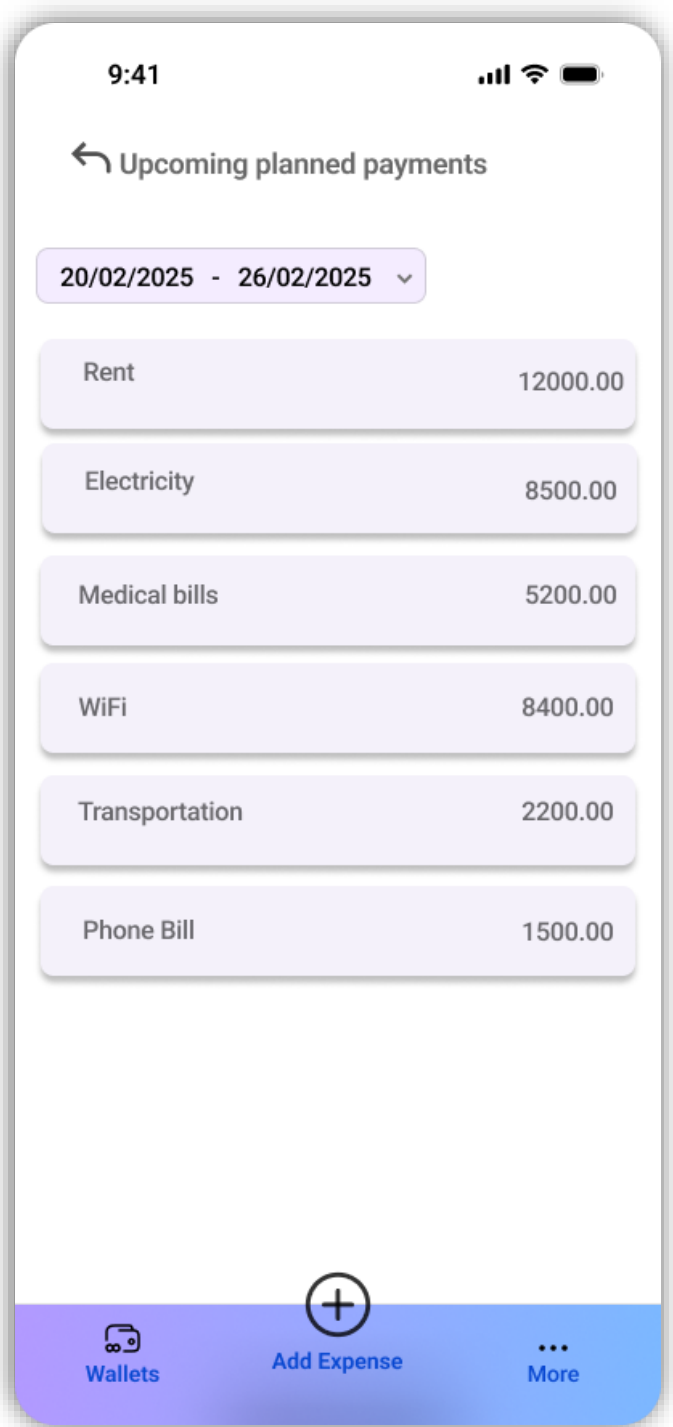 9:41
Upcoming planned payments
20/02/2025 - 26/02/2025
Rent 12000.00
Electricity 8500.00
Medical bills 5200.00
WiFi 8400.00
Transportation 2200.00
Phone Bill 1500.00
Wallets Add Expense More